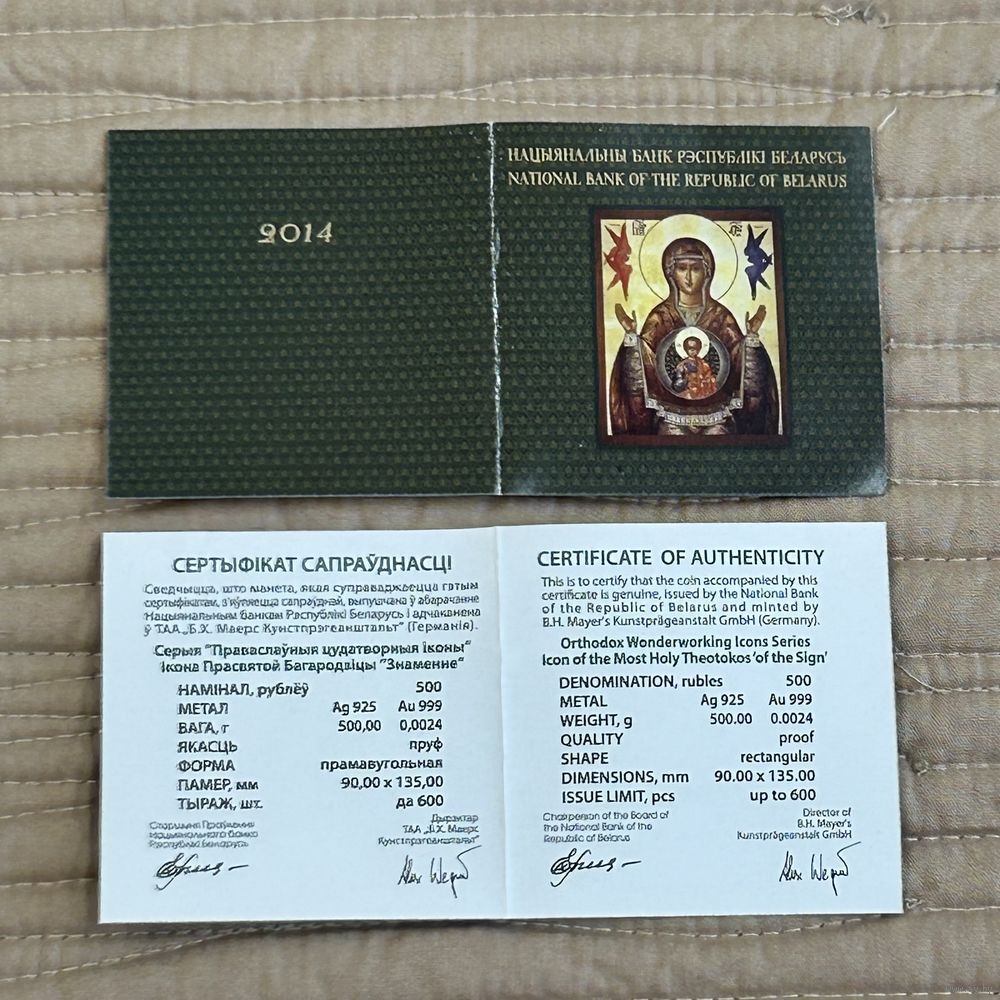 2014
НАЦЫЯНАЛЬНЫ БАНК РЭСПУБЛІКІ БЕЛАРУСЬ
NATIONAL BANK OF THE REPUBLIC OF BELARUS
СЕРТЫФІКАТ САПРАЎДНАСЦІ
Сведчыцца, што манета, якая суправаджаецца гэтым
сертыфікатам, з'яўляецца сапраўднай, выпушчана ў абарачэнне
Нацыянальным банкам Рэспублікі Беларусь і адчаканена
ў ТАА „Б.Х. Маерс Кунстпрэгеанштальт" (Германія).
Серыя "Праваслаўныя цудатворныя іконы"
Ікона Прасвятой Багародзіцы "Знаменне"
НАМІНАЛ, рублёў 500
МЕТАЛ Ag 925 Au 999
ВАГА, г 500,00 0,0024
ЯКАСЦЬ пруф
ФОРМА прамавугольная
ПАМЕР, мм 90,00 x 135,00
ТЫРАЖ, шт. да 600
Старшыня Праўлення
Нацыянальнага банка
Рэспублікі Беларусь
Дырэктар
ТАА „Б.Х. Маерс
Кунстпрэгеанштальт"
CERTIFICATE OF AUTHENTICITY
This is to certify that the coin accompanied by this
certificate is genuine, issued by the National Bank
of the Republic of Belarus and minted by
B.H. Mayer's Kunstprägeanstalt GmbH (Germany).
Orthodox Wonderworking Icons Series
Icon of the Most Holy Theotokos 'of the Sign'
DENOMINATION, rubles 500
METAL Ag 925 Au 999
WEIGHT, g 500.00 0.0024
QUALITY proof
SHAPE rectangular
DIMENSIONS, mm 90.00 x 135.00
ISSUE LIMIT, pcs up to 600
Chairperson of the Board of
the National Bank of the
Republic of Belarus
Director of
B.H. Mayer's
Kunstprägeanstalt GmbH